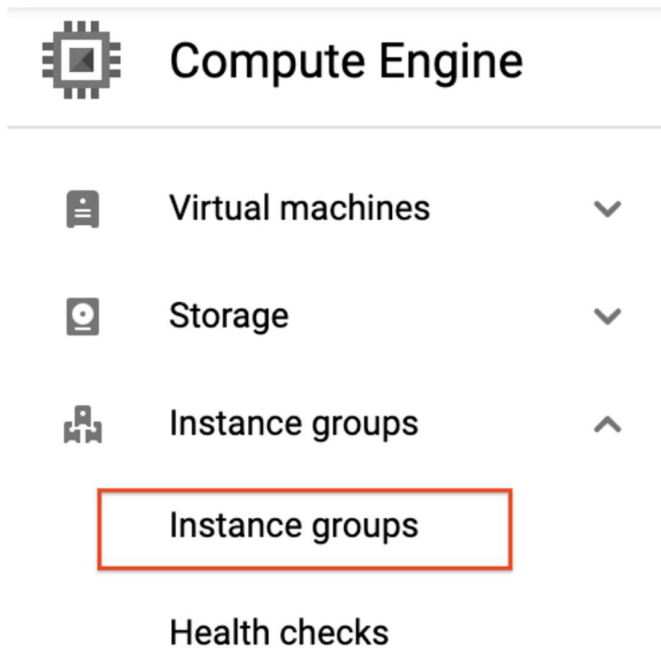 Compute Engine
Virtual machines
Storage
Instance groups
Instance groups
Health checks